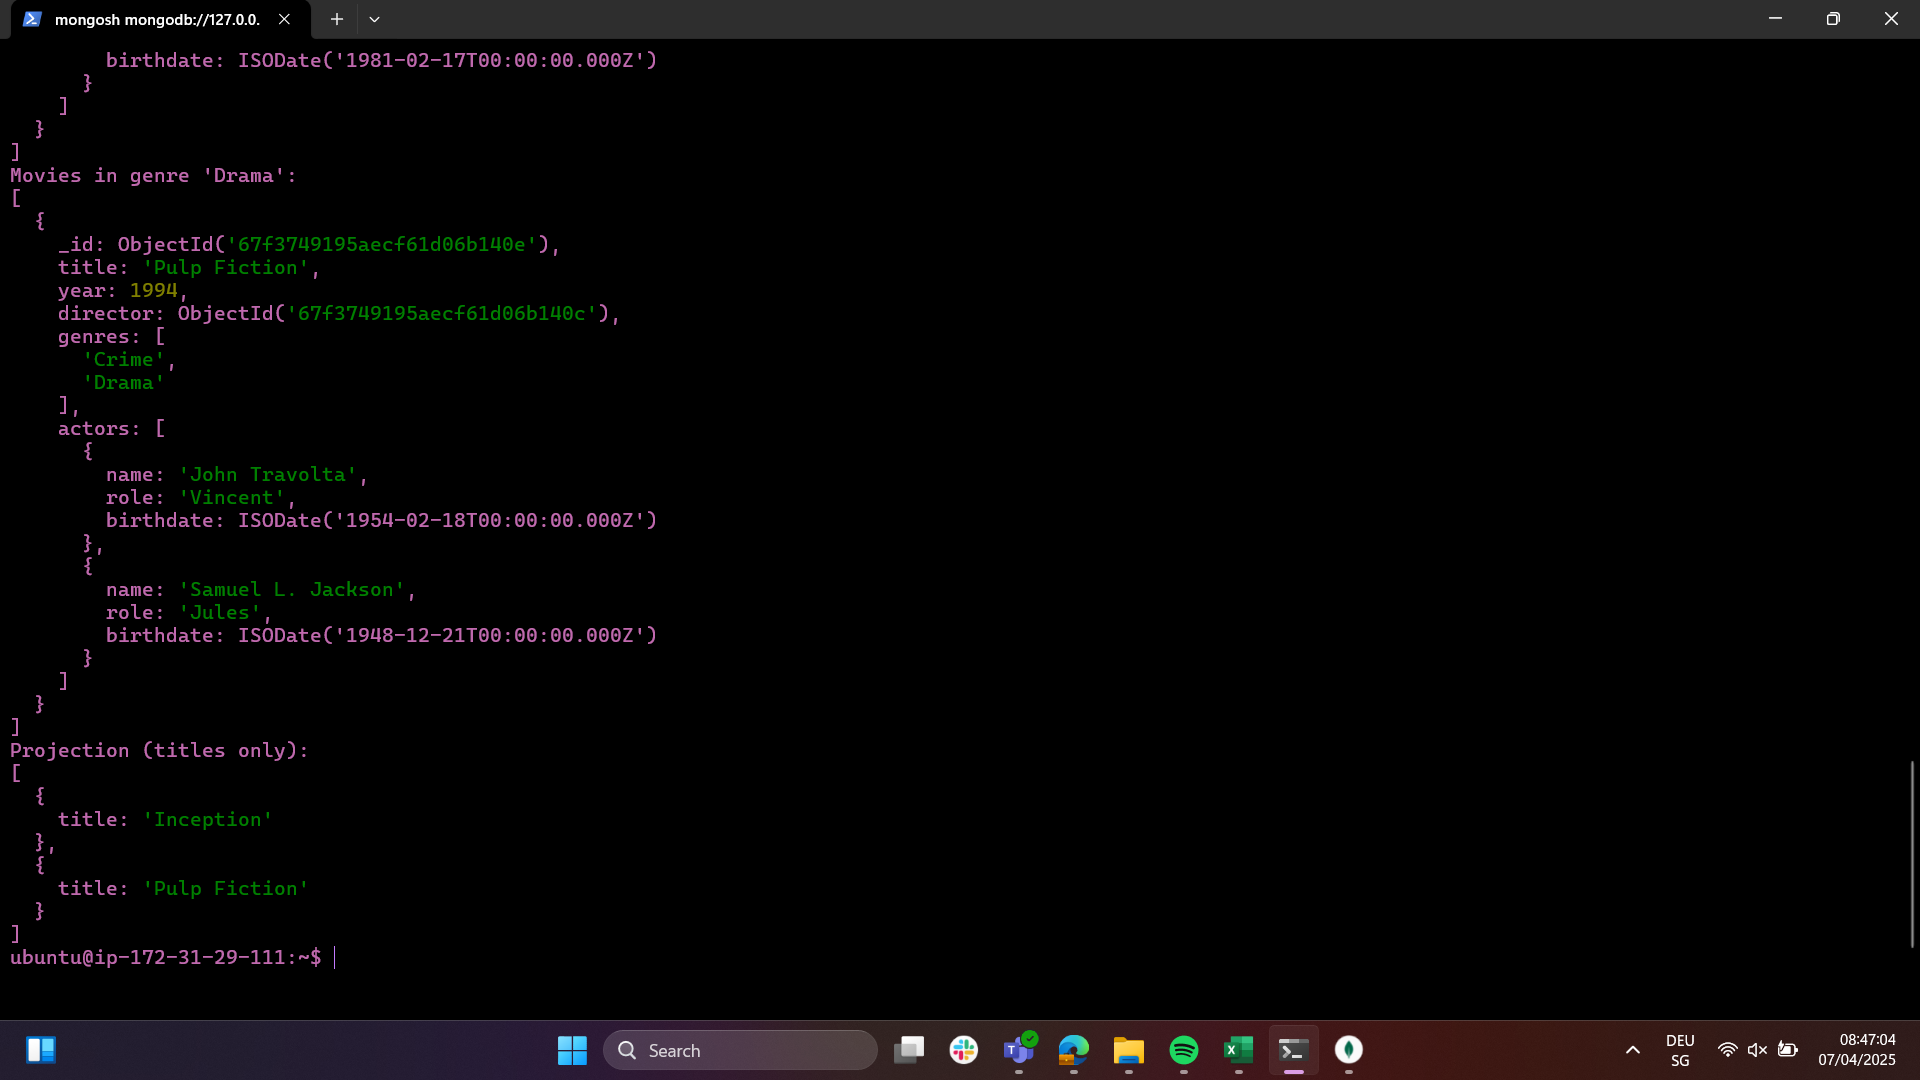 mongosh mongodb://127.0.0.
birthdate: ISODate('1981-02-17T00:00:00.000Z')
}
]
}
]
Movies in genre 'Drama':
[
{
_id: ObjectId('67f3749195aecf61d06b140e'),
title: 'Pulp Fiction',
year: 1994,
director: ObjectId('67f3749195aecf61d06b140c'),
genres: [
'Crime',
'Drama'
],
actors: [
{
name: 'John Travolta',
role: 'Vincent',
birthdate: ISODate('1954-02-18T00:00:00.000Z')
},
{
name: 'Samuel L. Jackson',
role: 'Jules',
birthdate: ISODate('1948-12-21T00:00:00.000Z')
}
]
}
]
Projection (titles only):
[
{
title: 'Inception'
},
{
title: 'Pulp Fiction'
}
]
ubuntu@ip-172-31-29-111:~$
Search
DEU
SG
08:47:04
07/04/2025